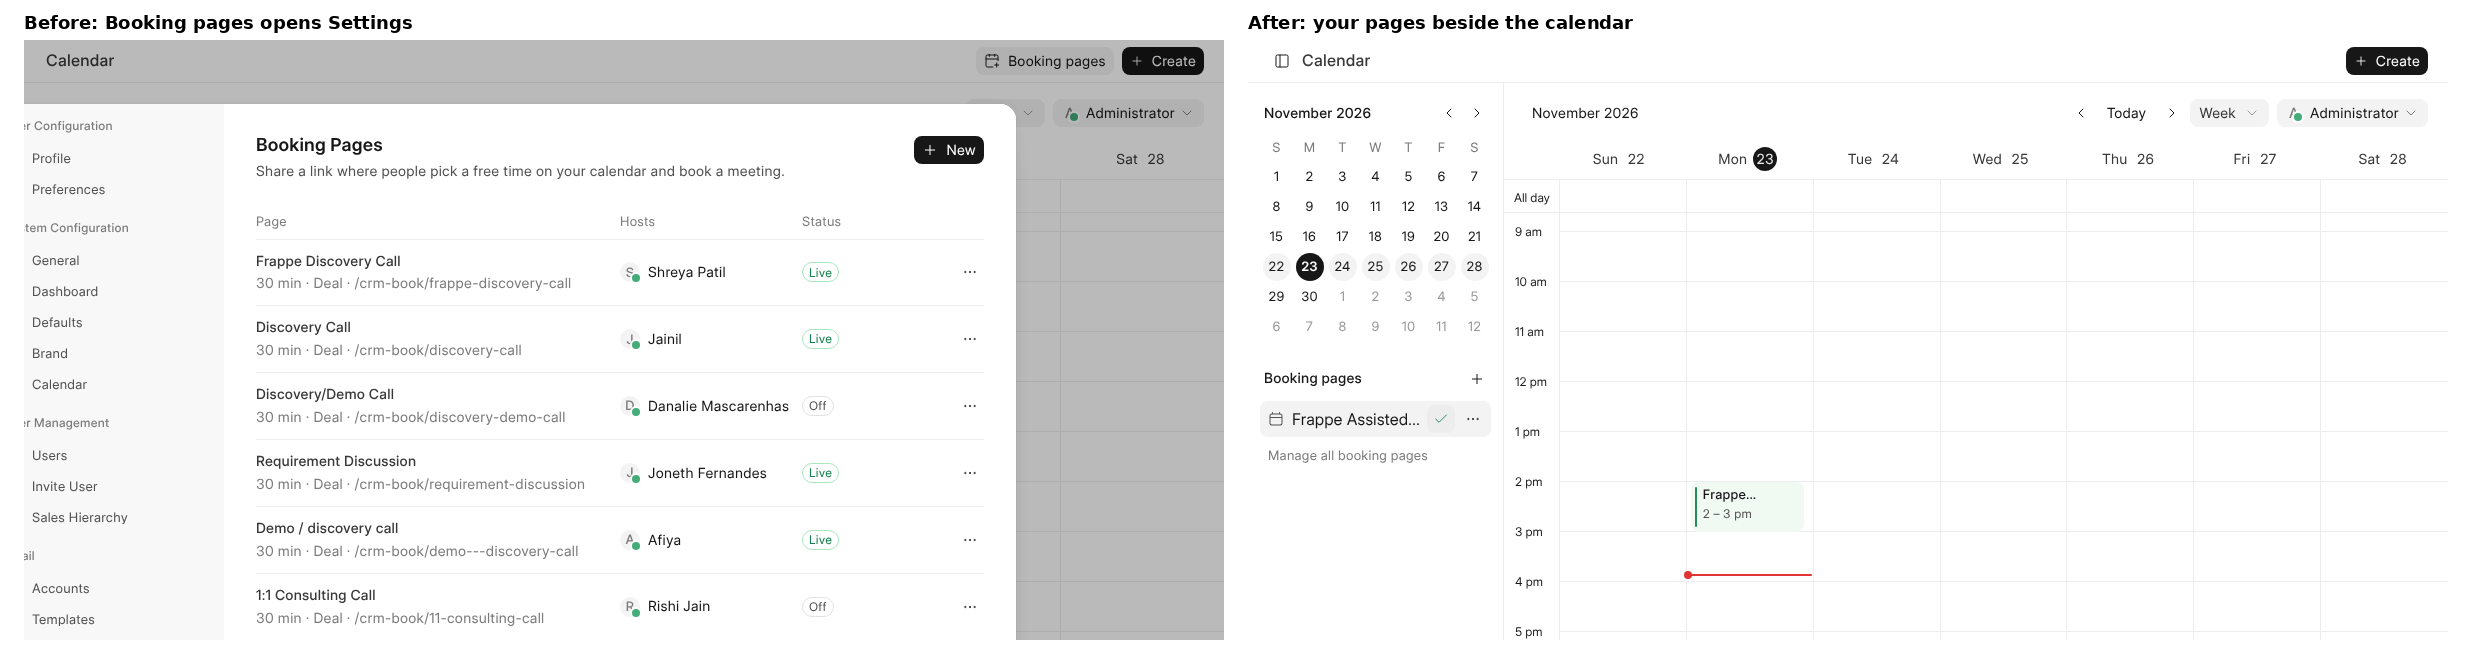 Before: Booking pages opens Settings
Calendar
Booking pages
+ Create
Administrator
Sat 28
er Configuration
Profile
Preferences
stem Configuration
General
Dashboard
Defaults
Brand
Calendar
er Management
Users
Invite User
Sales Hierarchy
ail
Accounts
Templates
Booking Pages
+ New
Share a link where people pick a free time on your calendar and book a meeting.
Page Hosts Status
Frappe Discovery Call
30 min · Deal · /crm-book/frappe-discovery-call
S Shreya Patil
Live
Discovery Call
30 min · Deal · /crm-book/discovery-call
J Jainil
Live
Discovery/Demo Call
30 min · Deal · /crm-book/discovery-demo-call
D Danalie Mascarenhas
Off
Requirement Discussion
30 min · Deal · /crm-book/requirement-discussion
J Joneth Fernandes
Live
Demo / discovery call
30 min · Deal · /crm-book/demo---discovery-call
A Afiya
Live
1:1 Consulting Call
30 min · Deal · /crm-book/11-consulting-call
R Rishi Jain
Off
After: your pages beside the calendar
Calendar
+ Create
November 2026
S M T W T F S
1 2 3 4 5 6 7
8 9 10 11 12 13 14
15 16 17 18 19 20 21
22 23 24 25 26 27 28
29 30 1 2 3 4 5
6 7 8 9 10 11 12
Booking pages +
Frappe Assisted...
Manage all booking pages
November 2026
Today
Week
A Administrator
Sun 22 Mon 23 Tue 24 Wed 25 Thu 26 Fri 27 Sat 28
All day
9 am
10 am
11 am
12 pm
1 pm
2 pm
Frappe...
2 – 3 pm
3 pm
4 pm
5 pm